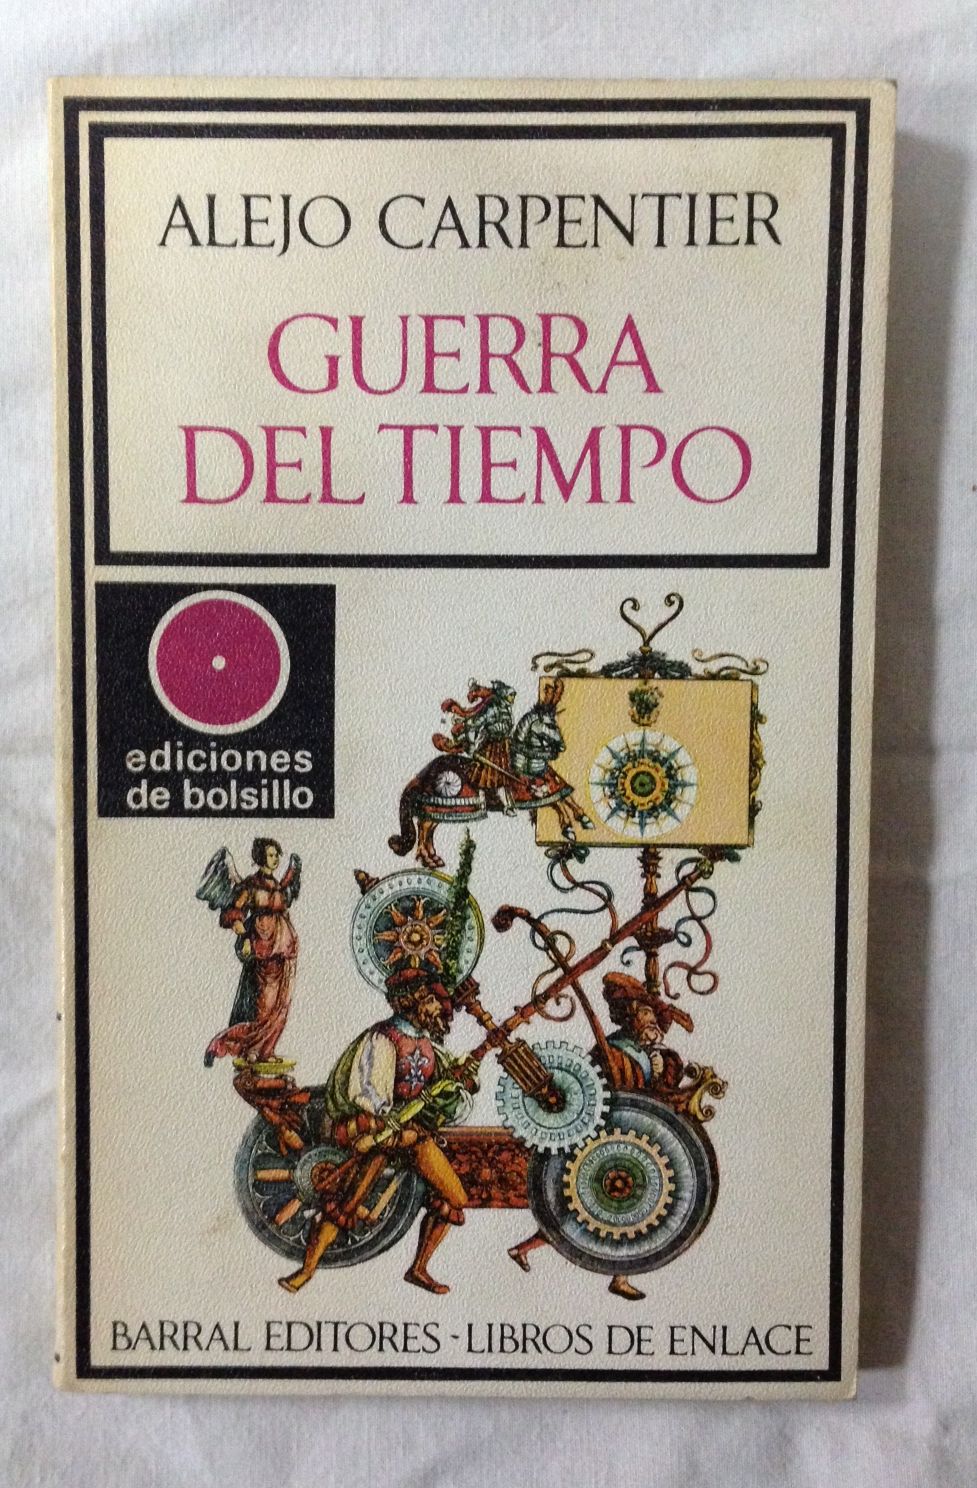 ALEJO CARPENTIER
GUERRA
DEL TIEMPO
ediciones
de bolsillo
BARRAL EDITORES - LIBROS DE ENLACE